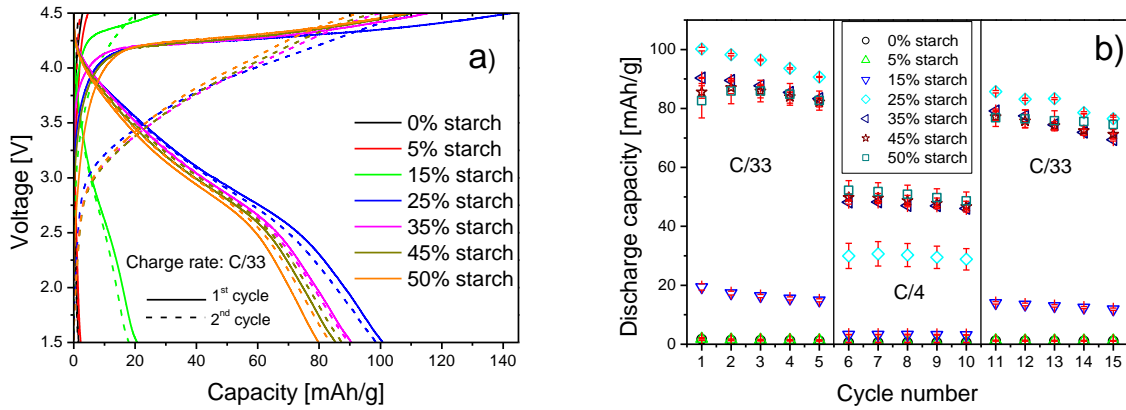 a)
4.5
4.0
3.5
3.0
2.5
2.0
1.5
Voltage [V]
0% starch
5% starch
15% starch
25% starch
35% starch
45% starch
50% starch
Charge rate: C/33
1st cycle
2nd cycle
0 20 40 60 80 100 120 140
Capacity [mAh/g]
b)
100
80
60
40
20
0
Discharge capacity [mAh/g]
0% starch
5% starch
15% starch
25% starch
35% starch
45% starch
50% starch
C/33
C/33
C/4
1 2 3 4 5 6 7 8 9 10 11 12 13 14 15
Cycle number